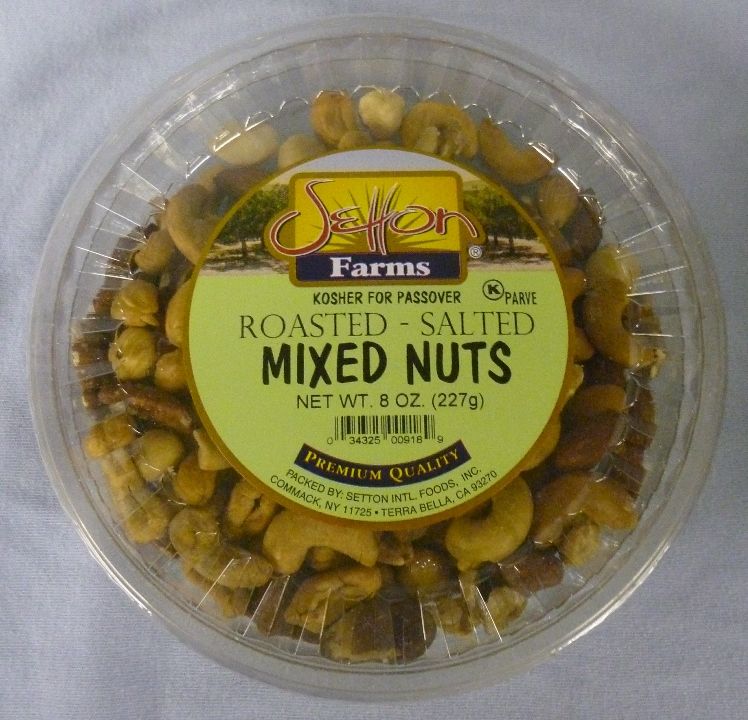 Setton
®
Farms
KOSHER FOR PASSOVER K PARVE
ROASTED - SALTED
MIXED NUTS
NET WT. 8 OZ. (227g)
0 34325 00918 9
PREMIUM QUALITY
PACKED BY: SETTON INTL. FOODS, INC.
COMMACK, NY 11725 • TERRA BELLA, CA 93270